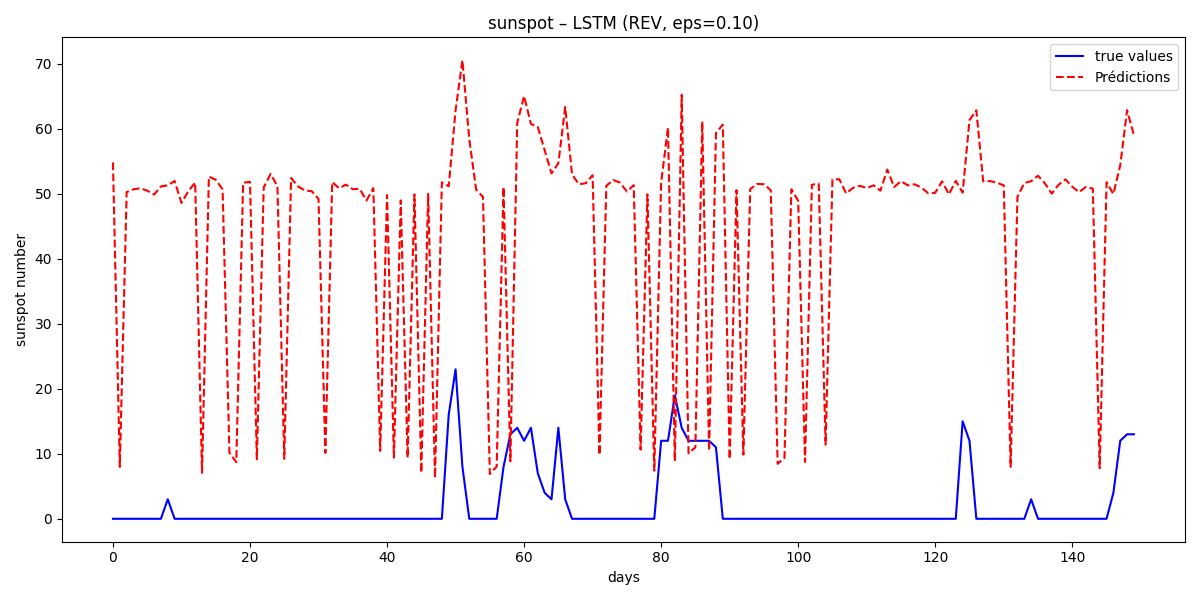 sunspot – LSTM (REV, eps=0.10)
true values
Prédictions
sunspot number
70
60
50
40
30
20
10
0
0 20 40 60 80 100 120 140
days